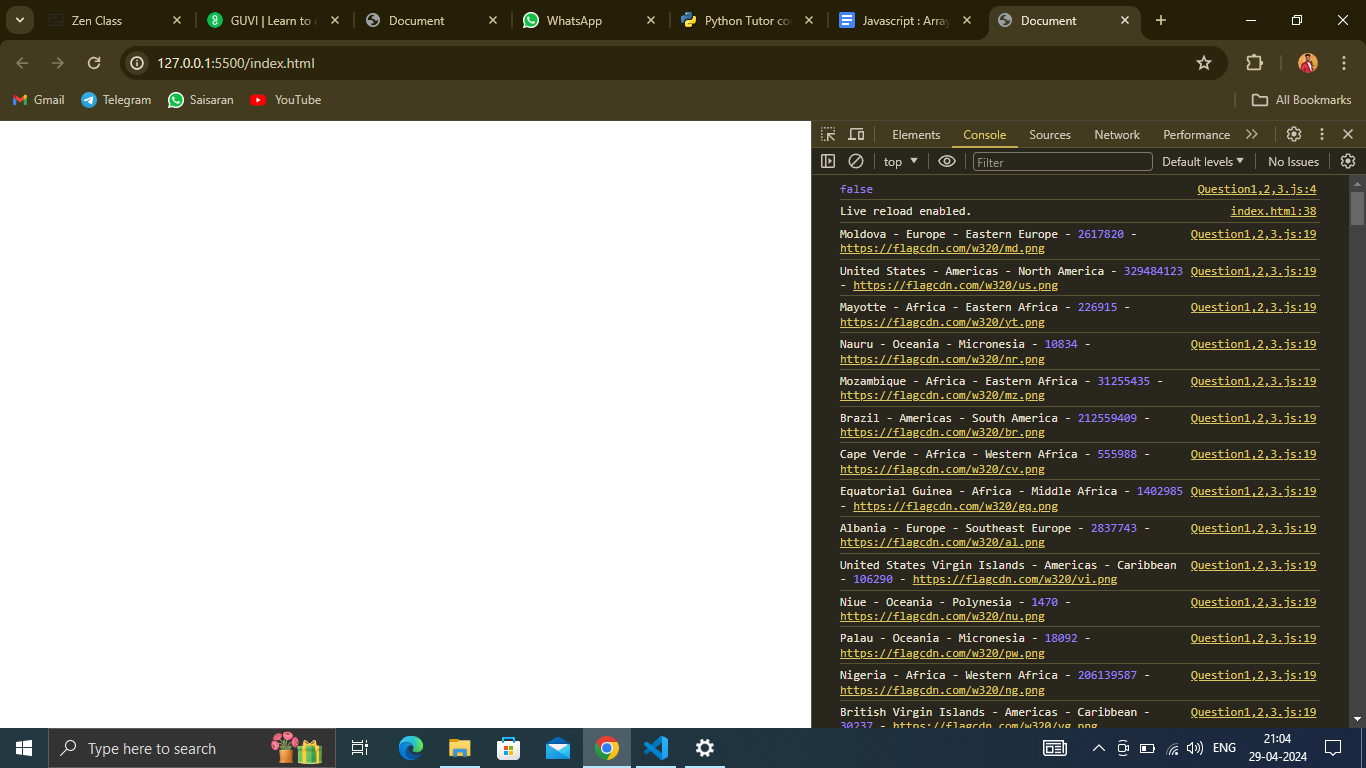 Zen Class
GUVI | Learn to c
Document
WhatsApp
Python Tutor co
Javascript : Array
Document
127.0.0.1:5500/index.html
Gmail
Telegram
Saisaran
YouTube
All Bookmarks
Elements Console Sources Network Performance
top Filter Default levels No Issues
false Question1,2,3.js:4
Live reload enabled. index.html:38
Moldova - Europe - Eastern Europe - 2617820 - Question1,2,3.js:19
https://flagcdn.com/w320/md.png
United States - Americas - North America - 329484123 Question1,2,3.js:19
- https://flagcdn.com/w320/us.png
Mayotte - Africa - Eastern Africa - 226915 - Question1,2,3.js:19
https://flagcdn.com/w320/yt.png
Nauru - Oceania - Micronesia - 10834 - Question1,2,3.js:19
https://flagcdn.com/w320/nr.png
Mozambique - Africa - Eastern Africa - 31255435 - Question1,2,3.js:19
https://flagcdn.com/w320/mz.png
Brazil - Americas - South America - 212559409 - Question1,2,3.js:19
https://flagcdn.com/w320/br.png
Cape Verde - Africa - Western Africa - 555988 - Question1,2,3.js:19
https://flagcdn.com/w320/cv.png
Equatorial Guinea - Africa - Middle Africa - 1402985 Question1,2,3.js:19
- https://flagcdn.com/w320/gq.png
Albania - Europe - Southeast Europe - 2837743 - Question1,2,3.js:19
https://flagcdn.com/w320/al.png
United States Virgin Islands - Americas - Caribbean Question1,2,3.js:19
- 106290 - https://flagcdn.com/w320/vi.png
Niue - Oceania - Polynesia - 1470 - Question1,2,3.js:19
https://flagcdn.com/w320/nu.png
Palau - Oceania - Micronesia - 18092 - Question1,2,3.js:19
https://flagcdn.com/w320/pw.png
Nigeria - Africa - Western Africa - 206139587 - Question1,2,3.js:19
https://flagcdn.com/w320/ng.png
British Virgin Islands - Americas - Caribbean - Question1,2,3.js:19
30237 - https://flagcdn.com/w320/vg.png
Type here to search
ENG
21:04
29-04-2024